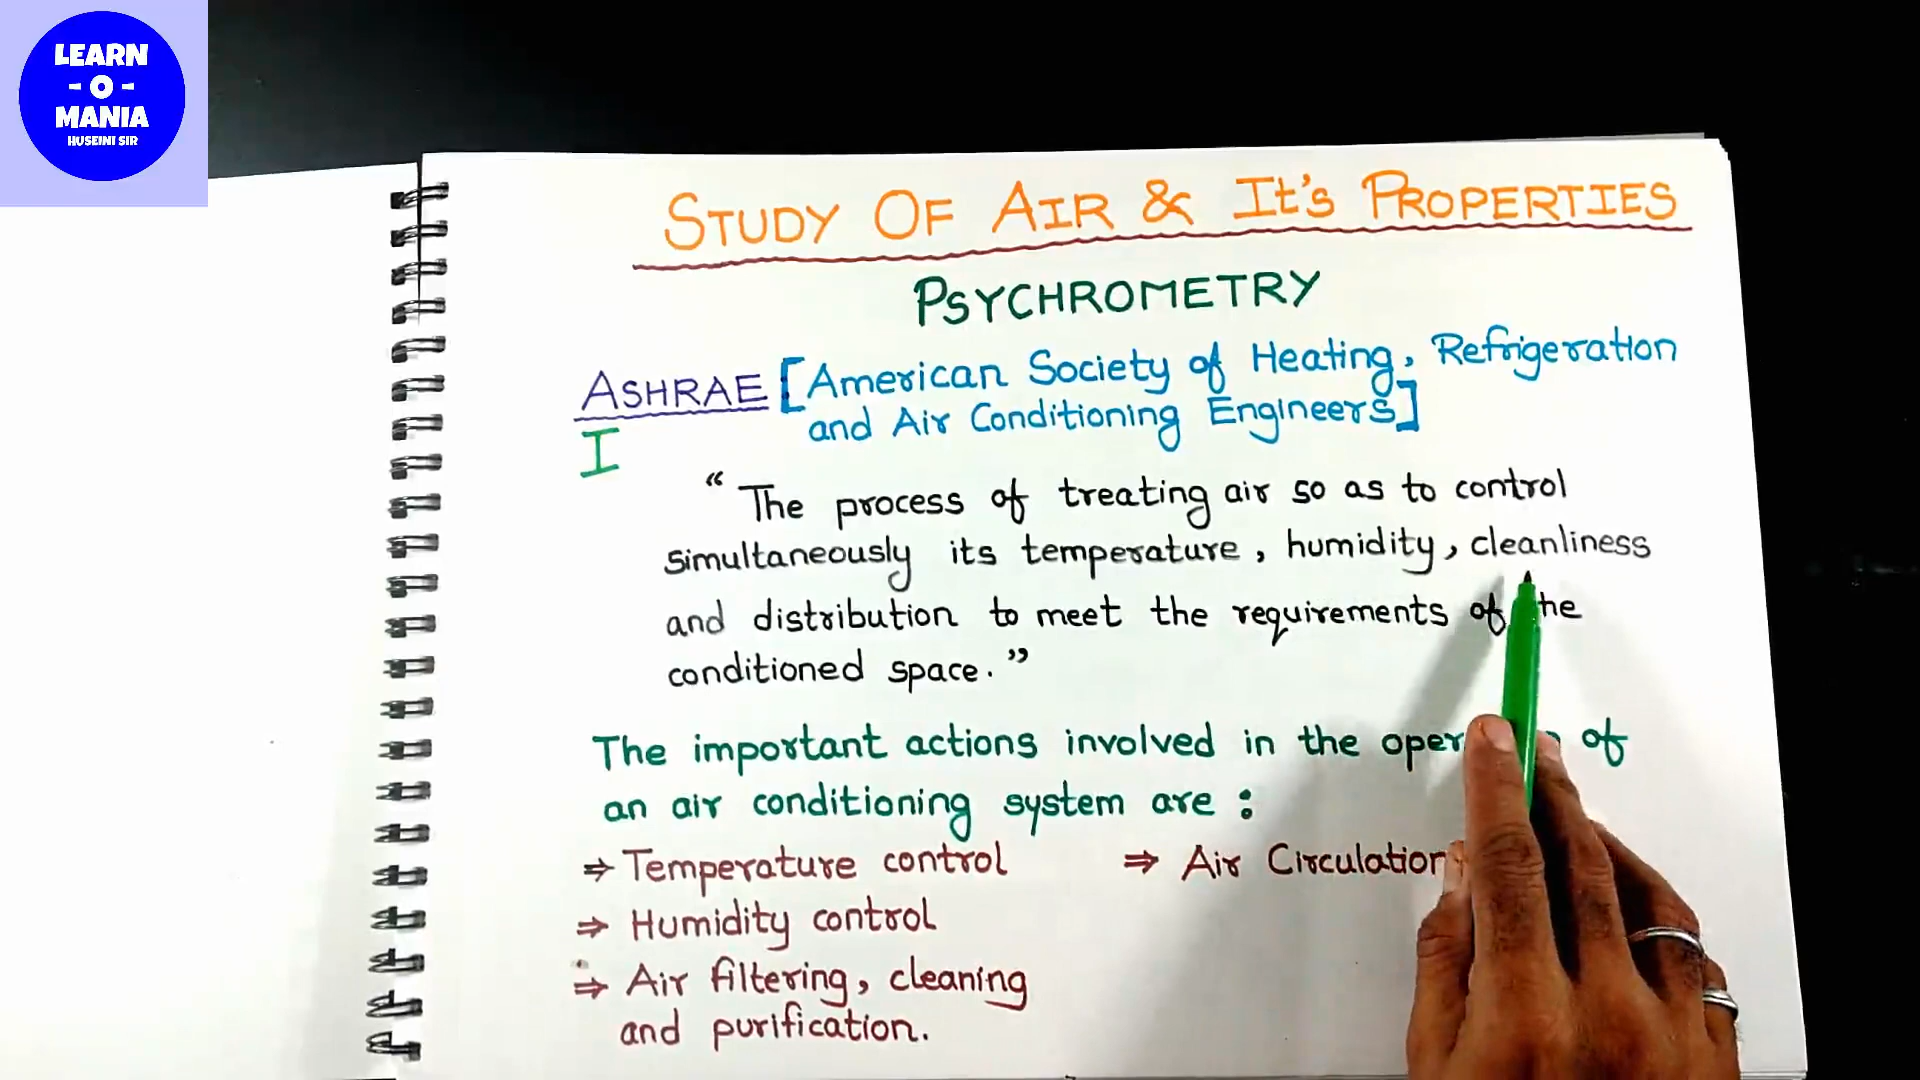 LEARN
- O -
MANIA
HUSEINI SIR
STUDY OF AIR & It's PROPERTIES
PSYCHROMETRY
ASHRAE [American Society of Heating, Refrigeration
and Air Conditioning Engineers]
I
“ The process of treating air so as to control
simultaneously its temperature, humidity, cleanliness
and distribution to meet the requirements of
conditioned space. ”
The important actions involved in the of
an air conditioning system are :
⇒ Temperature control ⇒ Air Circulation
⇒ Humidity control
⇒ Air filtering, cleaning
and purification.